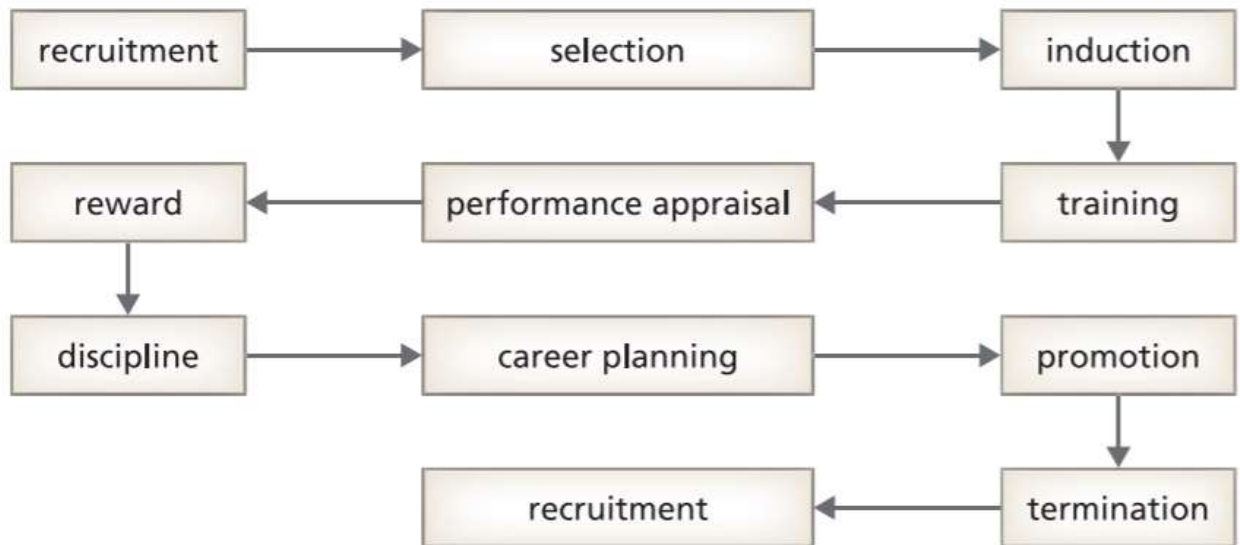 recruitment
selection
induction
reward
performance appraisal
training
discipline
career planning
promotion
recruitment
termination